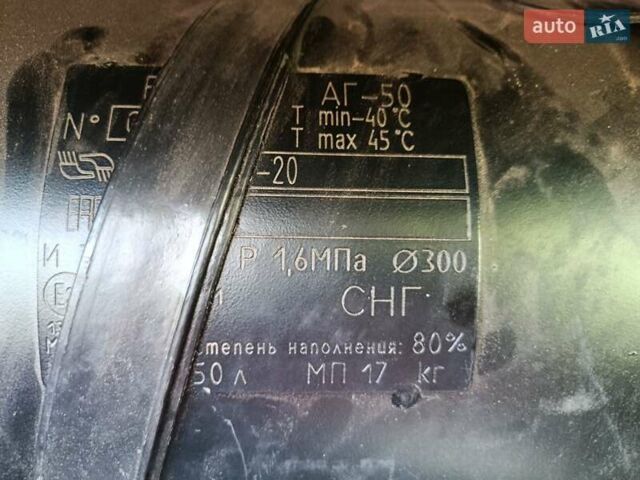 auto RIA .com
АГ-50
N°
T min-40°C
T max 45°C
-20
И
P 1,6МПа Ø300
E
СНГ
степень наполнения: 80%
50 л МП 17 кг